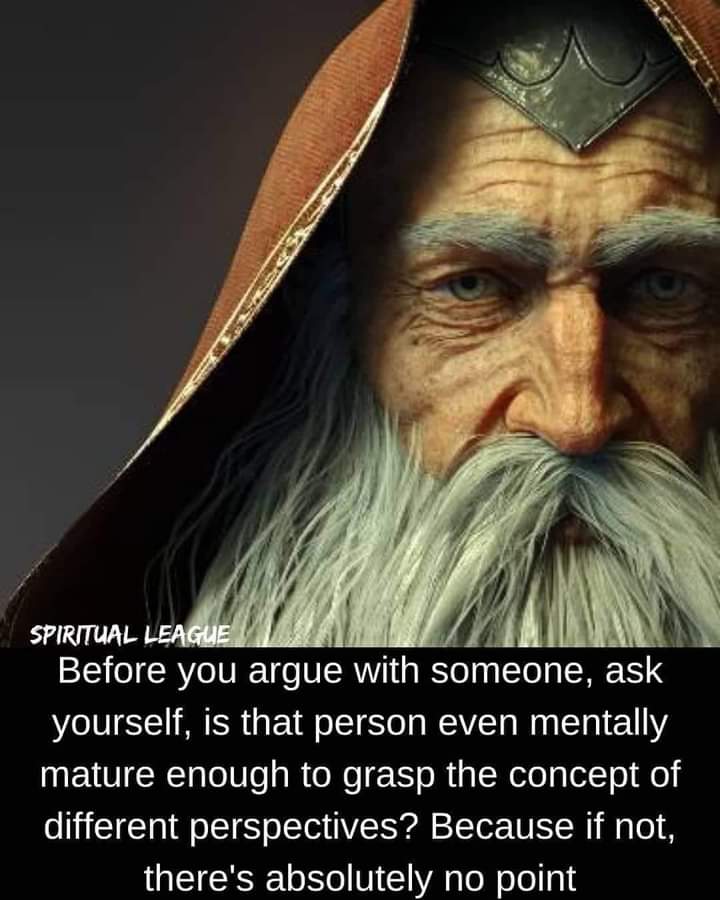 SPIRITUAL LEAGUE
Before you argue with someone, ask
yourself, is that person even mentally
mature enough to grasp the concept of
different perspectives? Because if not,
there's absolutely no point